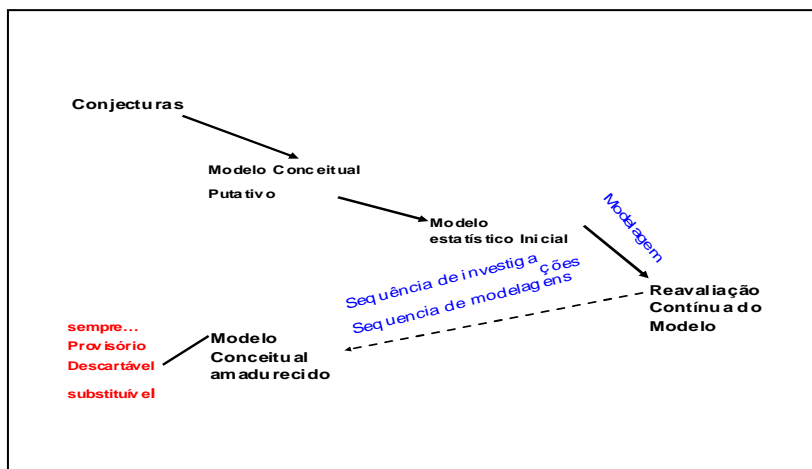 Conjecturas
Modelo Conceitual
Putativo
Modelo
estatístico Inicial
Modelagem
Sequência de investigações
Sequencia de modelagens
Reavaliação
Contínua do
Modelo
sempre...
Provisório
Descartável
substituível
Modelo
Conceitual
amadurecido